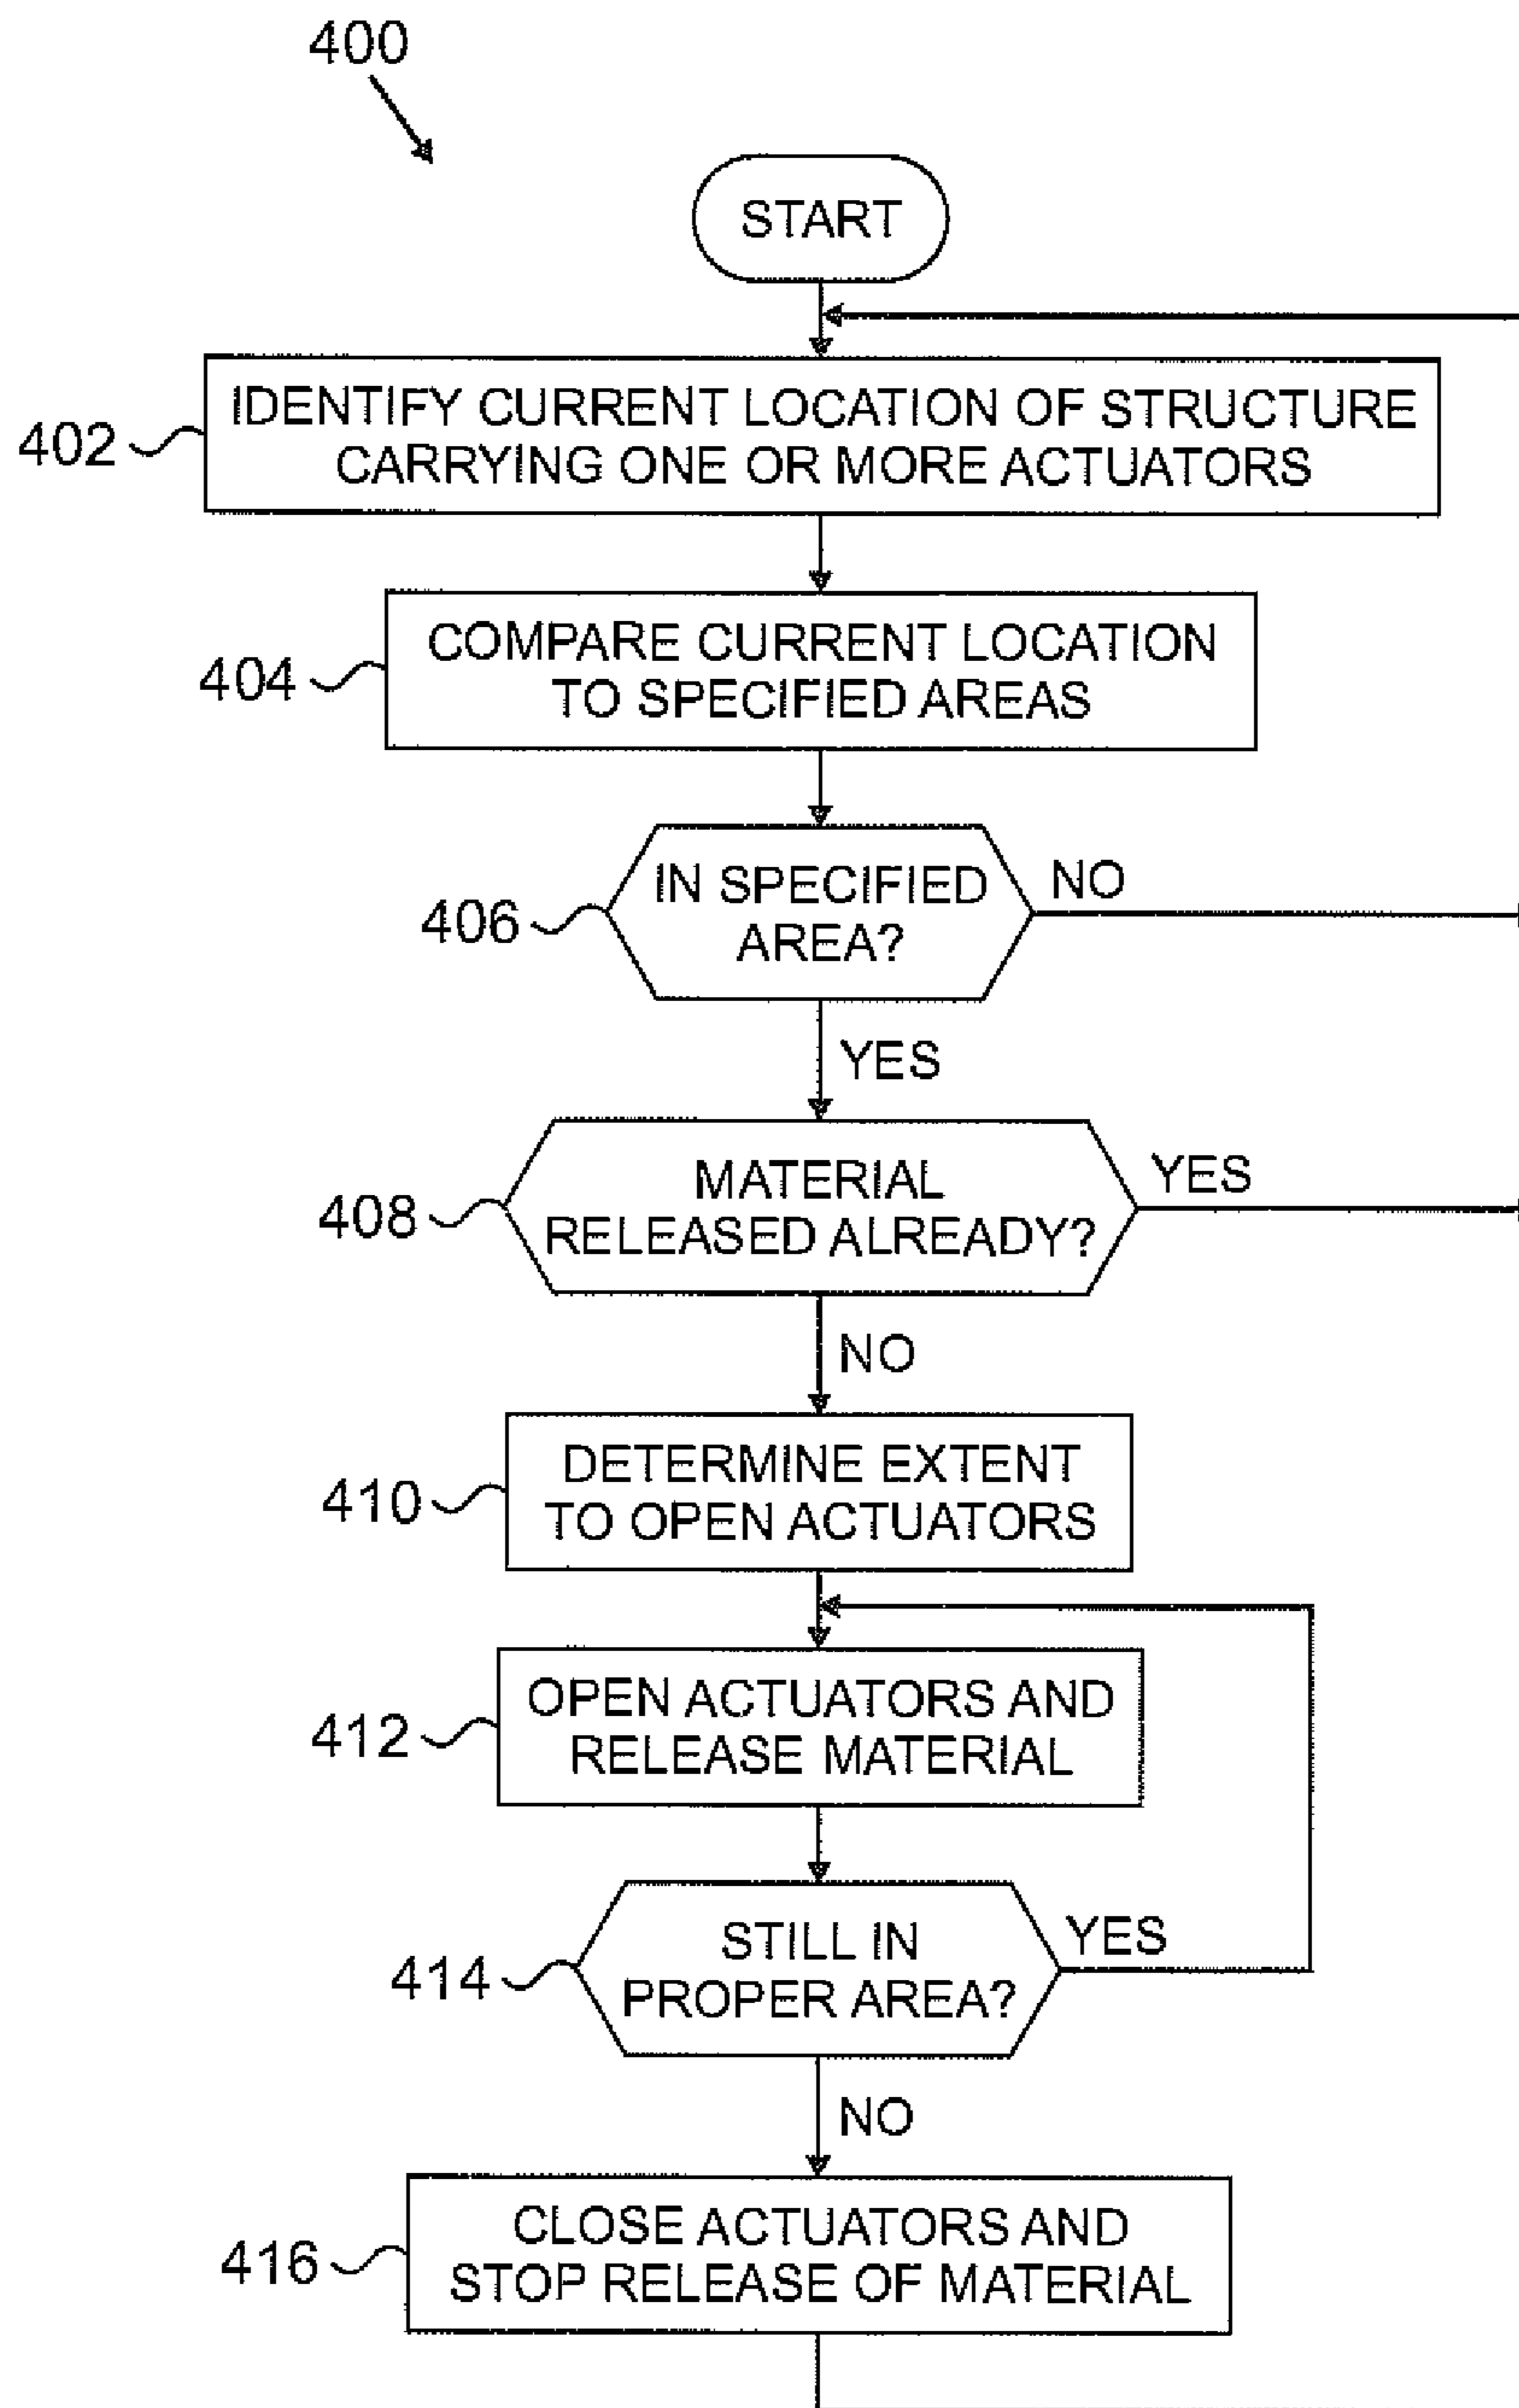 400
START
402
IDENTIFY CURRENT LOCATION OF STRUCTURE
CARRYING ONE OR MORE ACTUATORS
404
COMPARE CURRENT LOCATION
TO SPECIFIED AREAS
406
IN SPECIFIED
AREA?
NO
YES
408
MATERIAL
RELEASED ALREADY?
YES
NO
410
DETERMINE EXTENT
TO OPEN ACTUATORS
412
OPEN ACTUATORS AND
RELEASE MATERIAL
414
STILL IN
PROPER AREA?
YES
NO
416
CLOSE ACTUATORS AND
STOP RELEASE OF MATERIAL